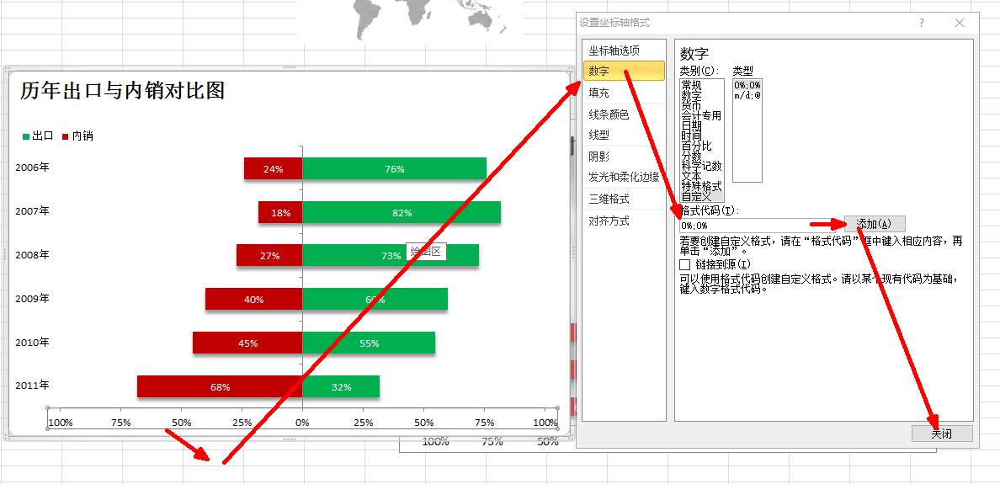 历年出口与内销对比图
出口 内销
2006年 24% 76%
2007年 18% 82%
2008年 27% 73%
绘图区
2009年 40%
2010年 45% 55%
2011年 68% 32%
100% 75% 50% 25% 0% 25% 50% 75% 100%
100% 75% 50%
设置坐标轴格式 ?
坐标轴选项
数字
填充
线条颜色
线型
阴影
发光和柔化边缘
三维格式
对齐方式
数字
类别(C): 类型
常规
数字
货币
会计专用
日期
时间
百分比
分数
科学记数
文本
特殊格式
自定义
0%;0%
m/d;@
格式代码(T):
0%;0% 添加(A)
若要创建自定义格式，请在“格式代码”框中键入相应内容，再
单击“添加”。
链接到源(I)
可以使用格式代码创建自定义格式。请以某个现有代码为基础，
键入数字格式代码。
关闭